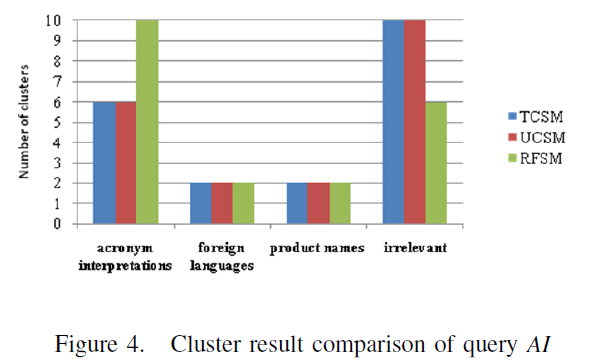 Number of clusters
10
9
8
7
6
5
4
3
2
1
0
acronym interpretations
foreign languages
product names
irrelevant
TCSM
UCSM
RFSM
Figure 4. Cluster result comparison of query AI